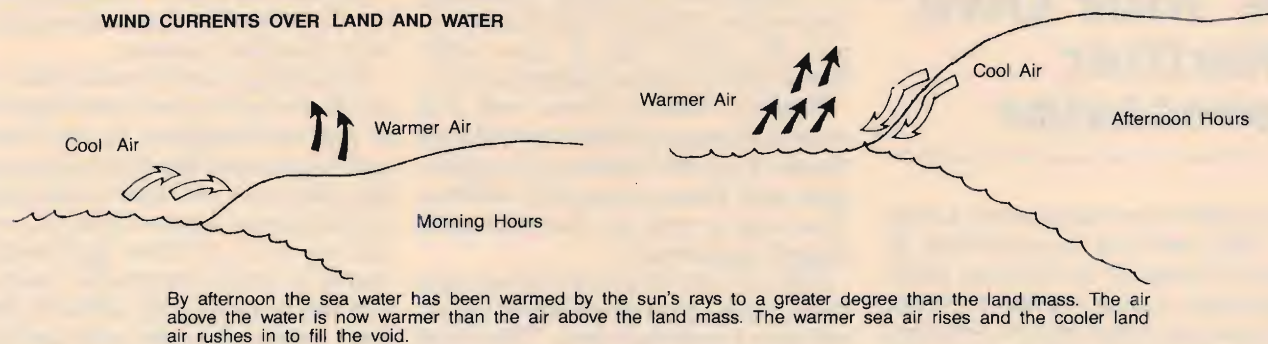 WIND CURRENTS OVER LAND AND WATER
Cool Air
Warmer Air
Morning Hours
Warmer Air
Cool Air
Afternoon Hours
By afternoon the sea water has been warmed by the sun's rays to a greater degree than the land mass. The air
above the water is now warmer than the air above the land mass. The warmer sea air rises and the cooler land
air rushes in to fill the void.